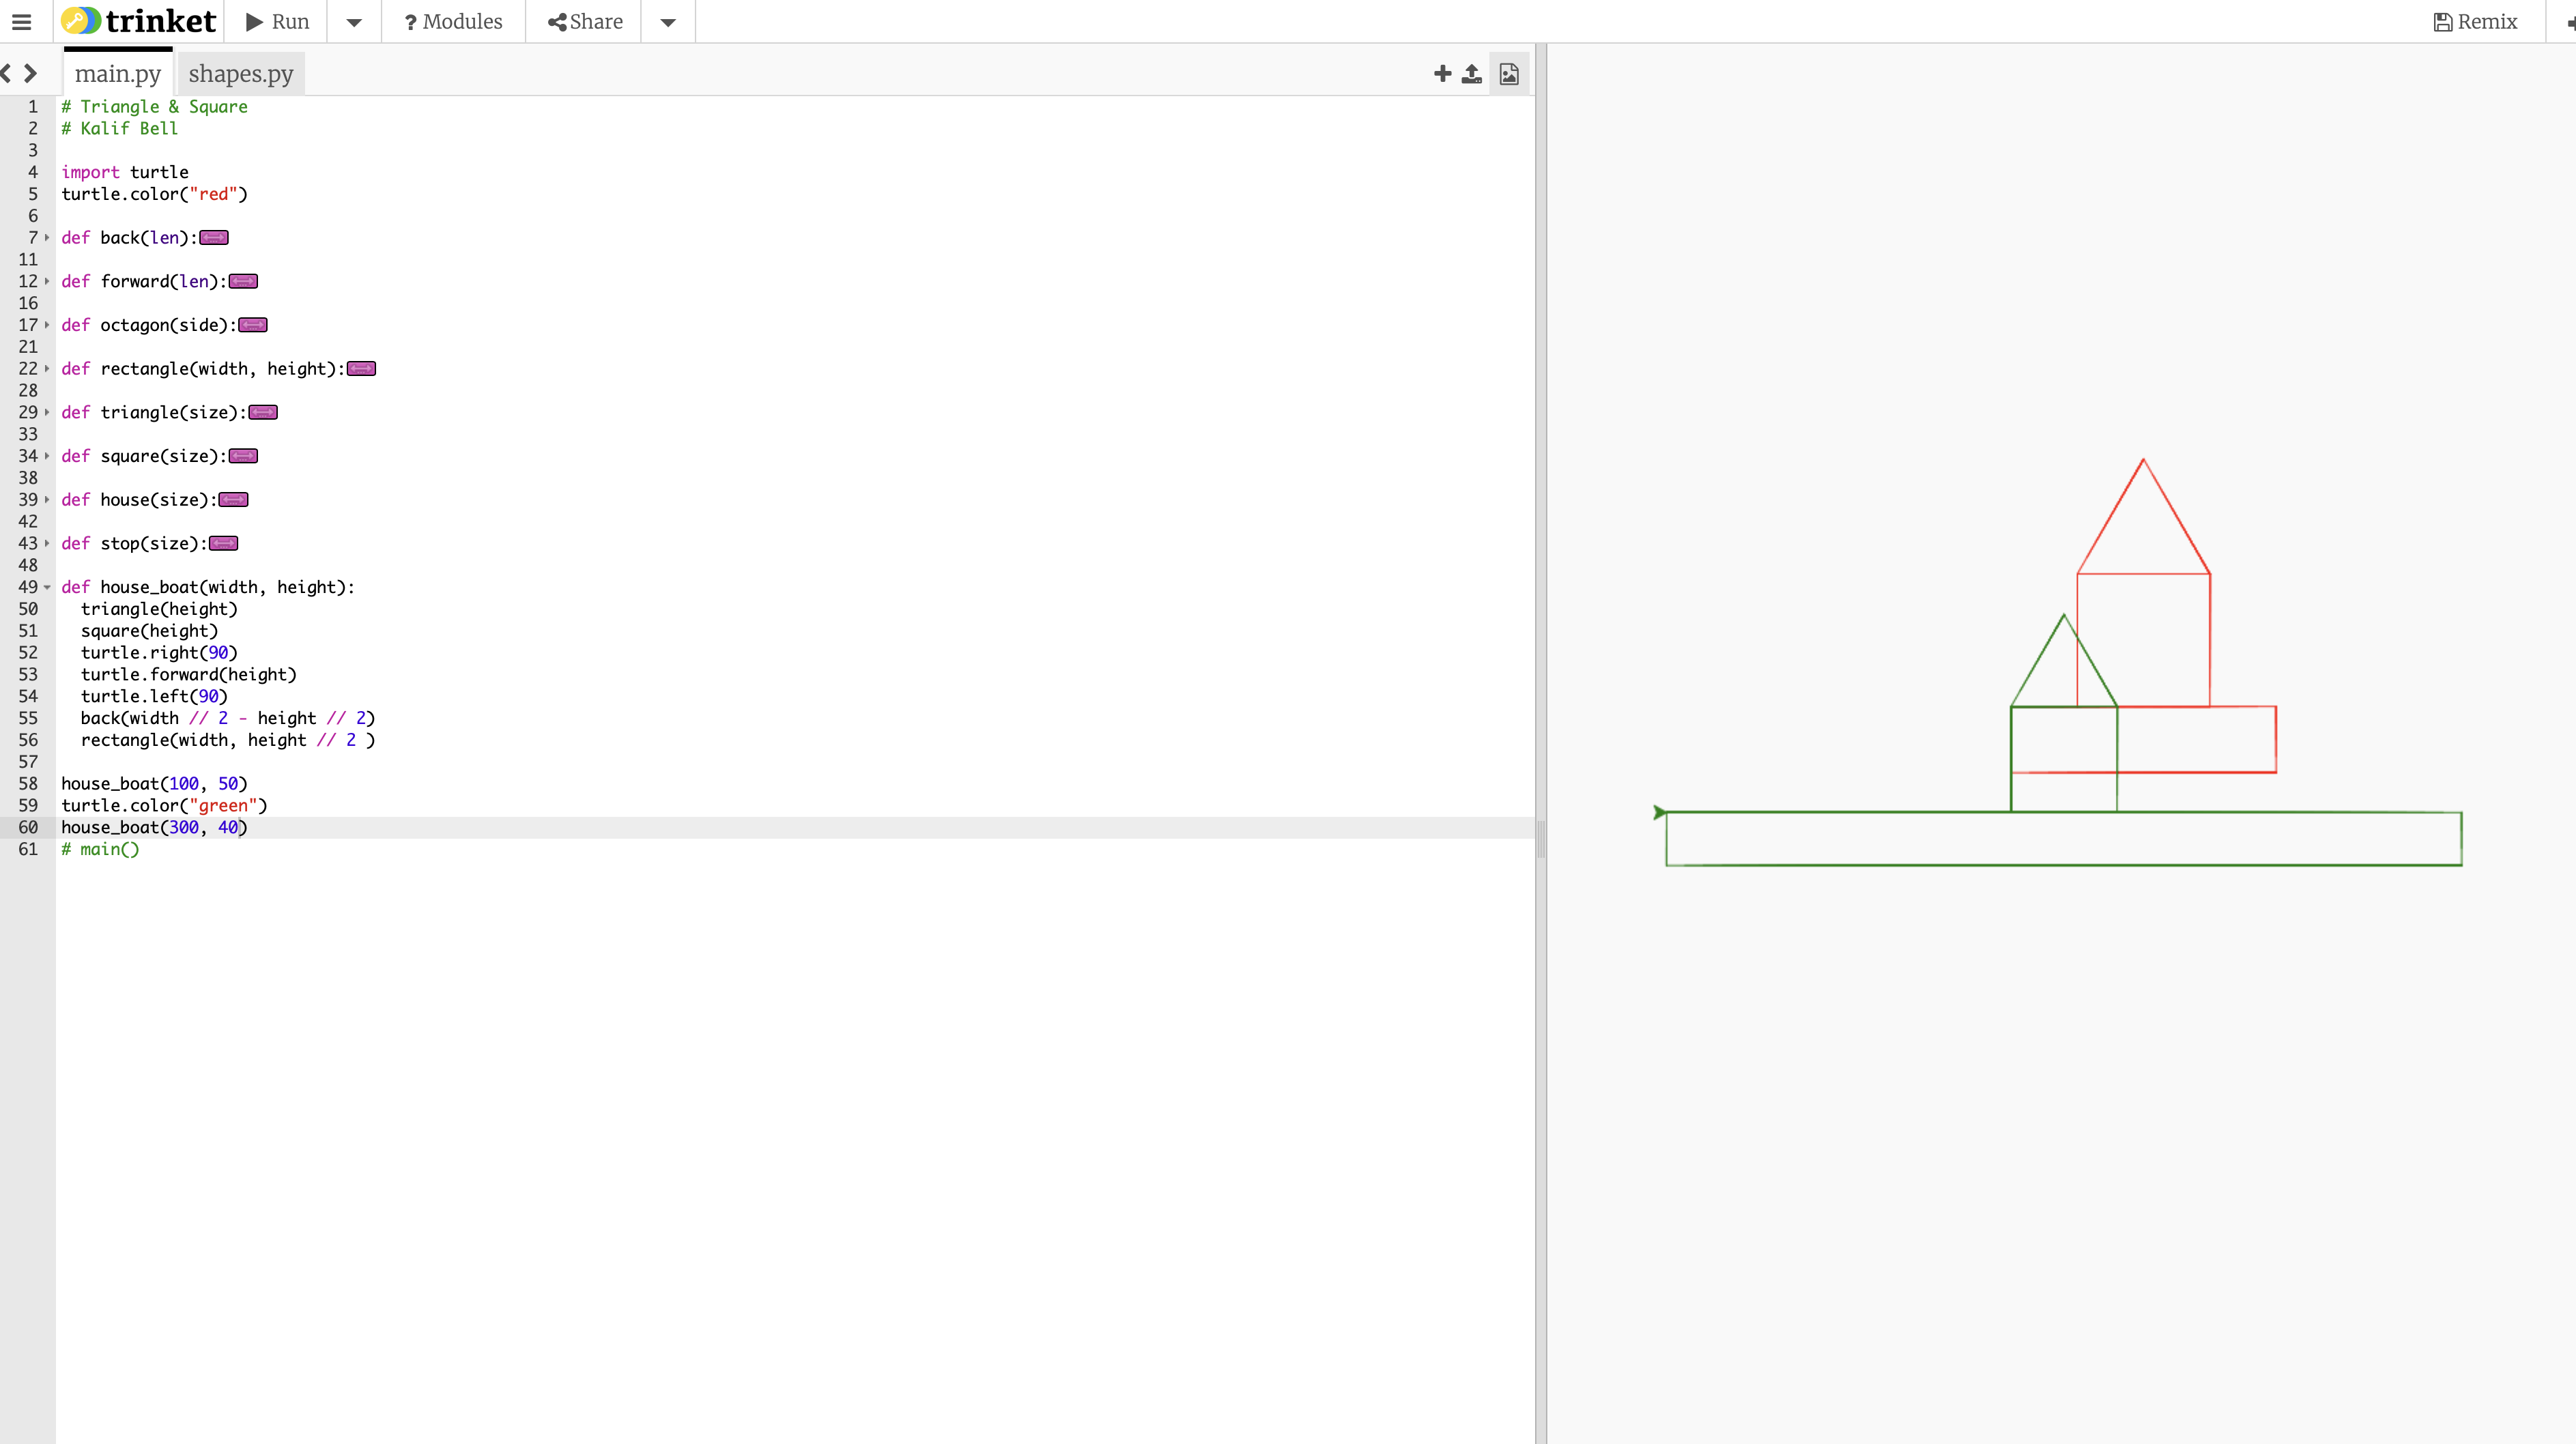 trinket Run ? Modules Share Remix
main.py shapes.py
1 # Triangle & Square
2 # Kalif Bell
3
4 import turtle
5 turtle.color("red")
6
7 def back(len):
11
12 def forward(len):
16
17 def octagon(side):
21
22 def rectangle(width, height):
28
29 def triangle(size):
33
34 def square(size):
38
39 def house(size):
42
43 def stop(size):
48
49 def house_boat(width, height):
50 triangle(height)
51 square(height)
52 turtle.right(90)
53 turtle.forward(height)
54 turtle.left(90)
55 back(width // 2 - height // 2)
56 rectangle(width, height // 2 )
57
58 house_boat(100, 50)
59 turtle.color("green")
60 house_boat(300, 40)
61 # main()